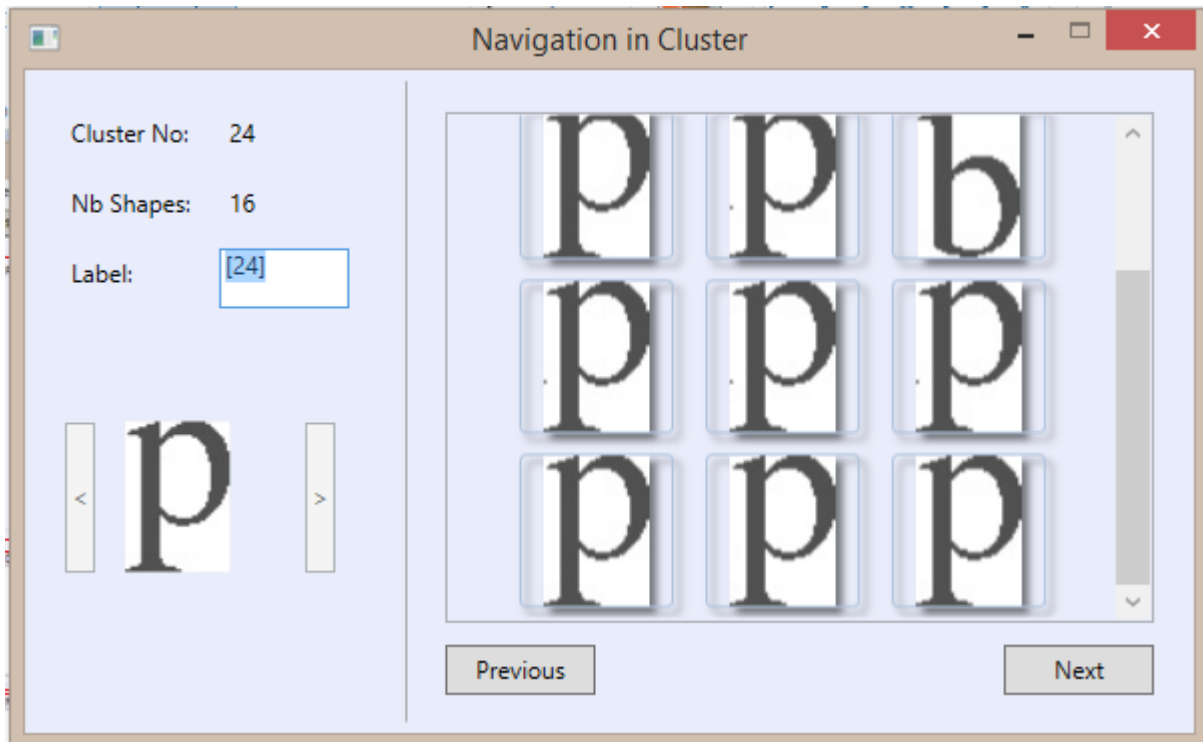 Navigation in Cluster
Cluster No: 24
Nb Shapes: 16
Label: [24]
< p >
p p b
p p p
p p p
Previous Next